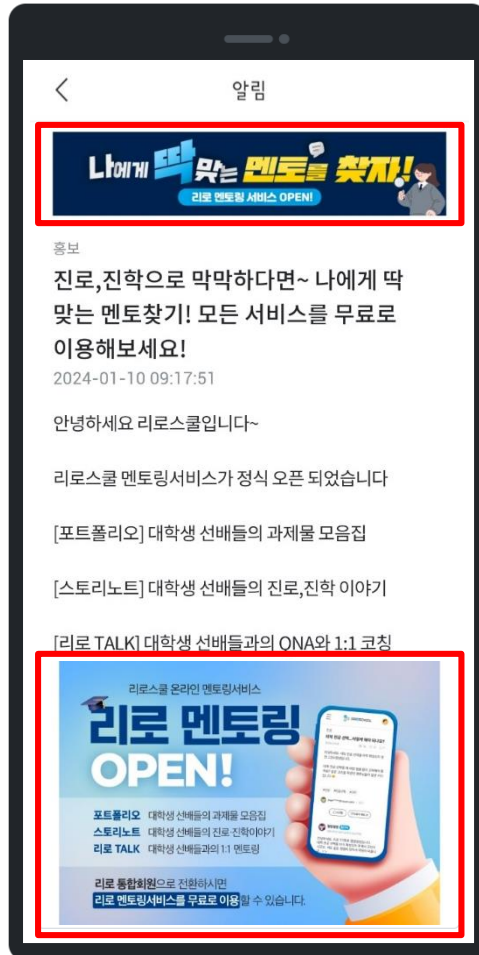 알림
나에게 딱 맞는 멘토를 찾자!
리로 멘토링 서비스 OPEN!
홍보
진로,진학으로 막막하다면~ 나에게 딱
맞는 멘토찾기! 모든 서비스를 무료로
이용해보세요!
2024-01-10 09:17:51
안녕하세요 리로스쿨입니다~
리로스쿨 멘토링서비스가 정식 오픈 되었습니다
[포트폴리오] 대학생 선배들의 과제물 모음집
[스토리노트] 대학생 선배들의 진로,진학 이야기
[리로 TALK] 대학생 선배들과의 QNA와 1:1 코칭
리로스쿨 온라인 멘토링서비스
리로 멘토링
OPEN!
포트폴리오 대학생 선배들의 과제물 모음집
스토리노트 대학생 선배들의 진로·진학이야기
리로 TALK 대학생 선배들과의 1:1 멘토링
리로 통합회원으로 전환하시면
리로 멘토링서비스를 무료로 이용할 수 있습니다.